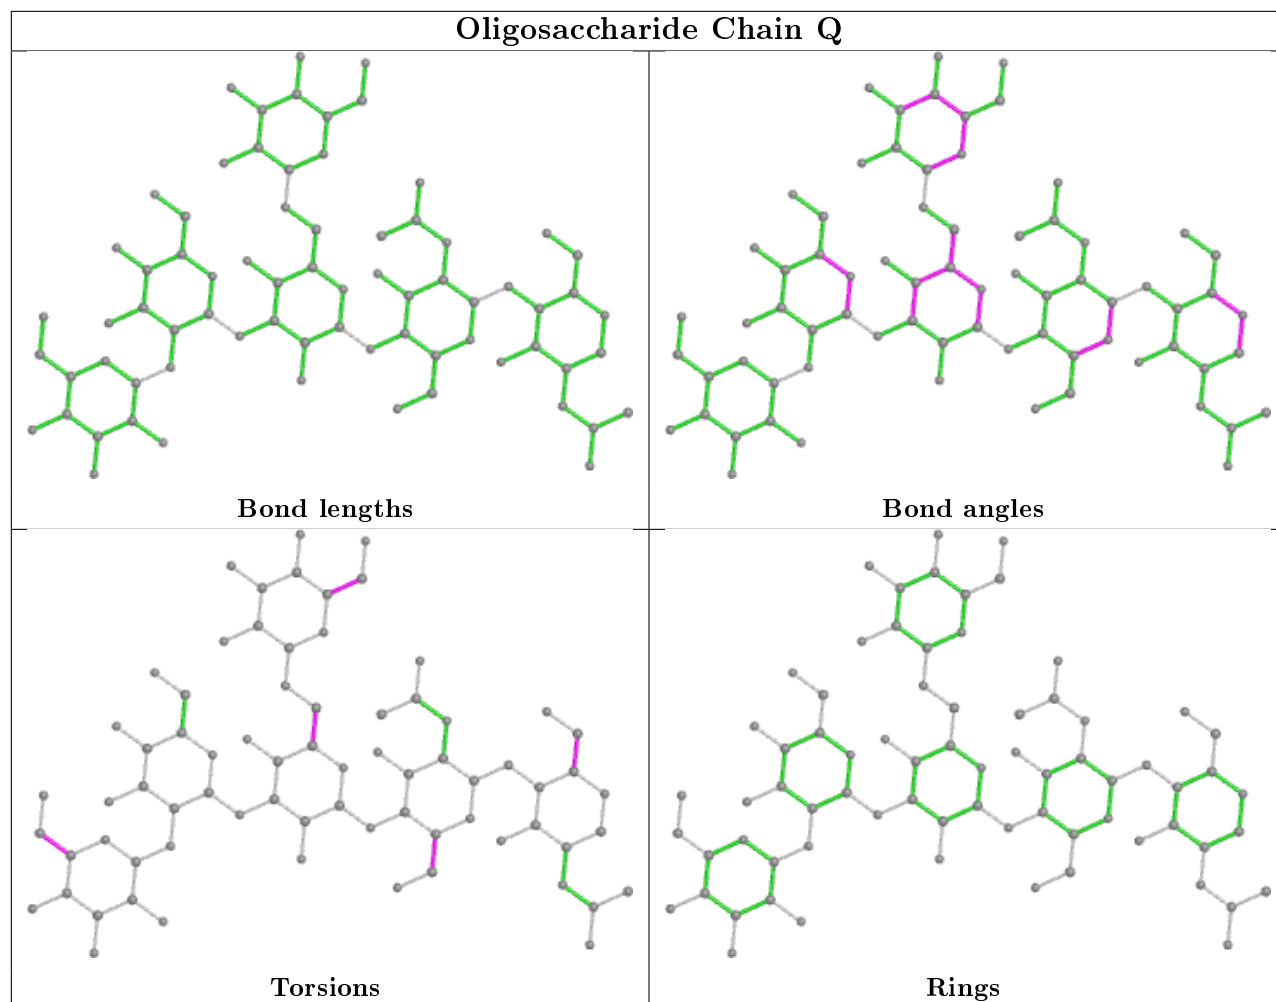 Oligosaccharide Chain Q
Bond lengths
Bond angles
Torsions
Rings